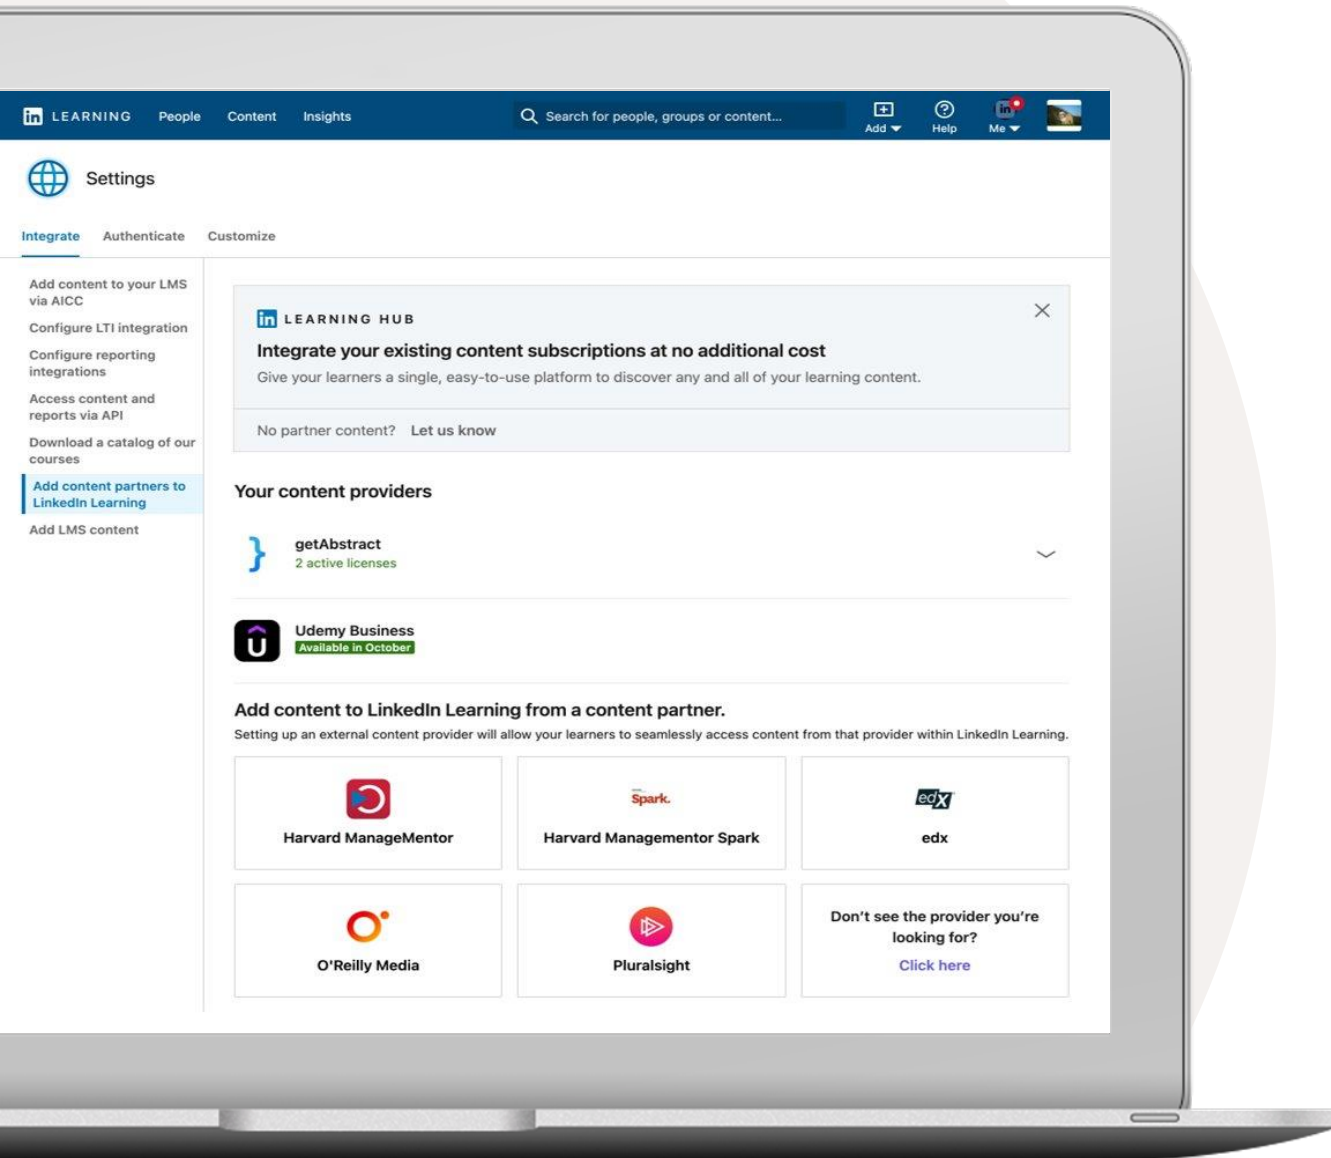 in LEARNING People Content Insights Search for people, groups or content... Add Help Me
Settings
Integrate Authenticate Customize
Add content to your LMS
via AICC
Configure LTI integration
Configure reporting
integrations
Access content and
reports via API
Download a catalog of our
courses
Add content partners to
LinkedIn Learning
Add LMS content
in LEARNING HUB
Integrate your existing content subscriptions at no additional cost
Give your learners a single, easy-to-use platform to discover any and all of your learning content.
No partner content? Let us know
Your content providers
getAbstract
2 active licenses
Udemy Business
Available in October
Add content to LinkedIn Learning from a content partner.
Setting up an external content provider will allow your learners to seamlessly access content from that provider within LinkedIn Learning.
Harvard ManageMentor
Spark.
Harvard Managementor Spark
edX
edx
O'Reilly Media
Pluralsight
Don't see the provider you're
looking for?
Click here